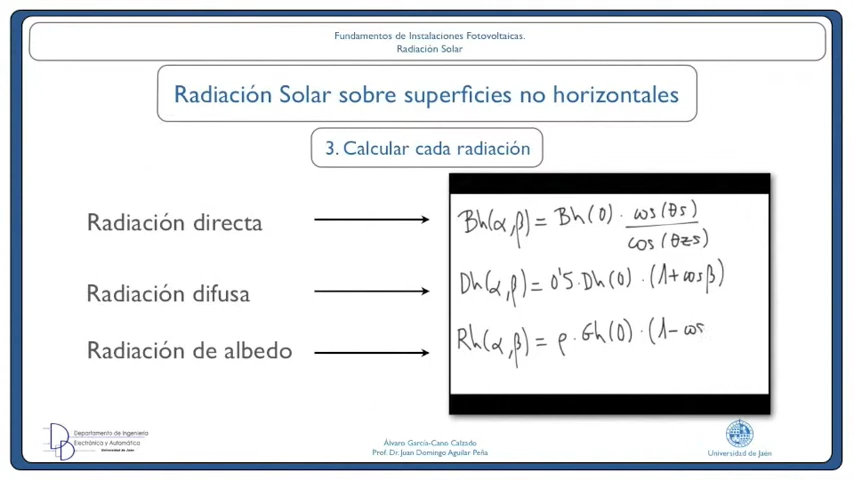 Fundamentos de Instalaciones Fotovoltaicas.
Radiación Solar
Radiación Solar sobre superficies no horizontales
3. Calcular cada radiación
Radiación directa
Bh(α,β) = Bh(0) · cos(θs) / cos(θzs)
Radiación difusa
Dh(α,β) = 0'5 · Dh(0) · (1+cosβ)
Radiación de albedo
Rh(α,β) = ρ · Gh(0) · (1-cos
Departamento de Ingeniería
Electrónica y Automática
Universidad de Jaén
Álvaro García-Cano Calzado
Prof. Dr. Juan Domingo Aguilar Peña
Universidad de Jaén